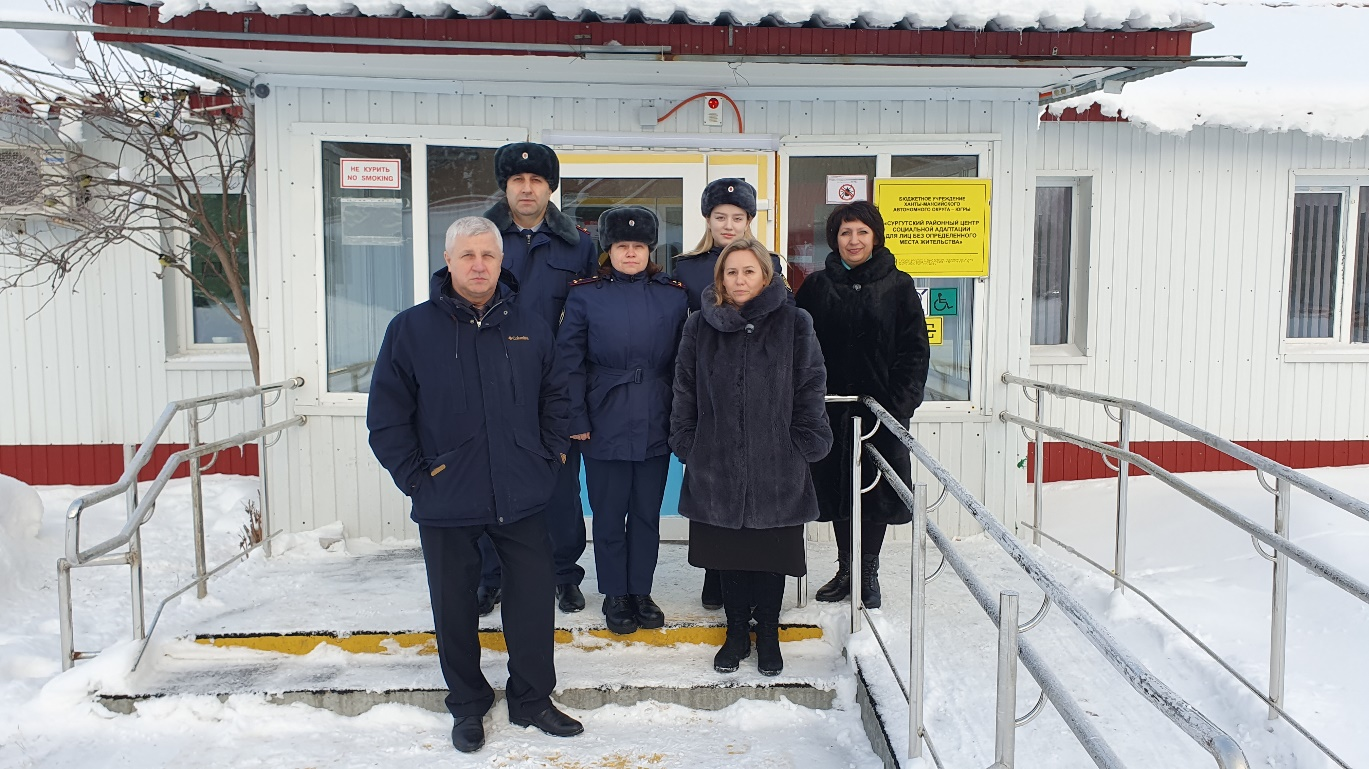 НЕ КУРИТЬ
NO SMOKING
БЮДЖЕТНОЕ УЧРЕЖДЕНИЕ
ХАНТЫ-МАНСИЙСКОГО
АВТОНОМНОГО ОКРУГА – ЮГРЫ
«СУРГУТСКИЙ РАЙОННЫЙ ЦЕНТР
СОЦИАЛЬНОЙ АДАПТАЦИИ
ДЛЯ ЛИЦ БЕЗ ОПРЕДЕЛЕННОГО
МЕСТА ЖИТЕЛЬСТВА»
Columbia